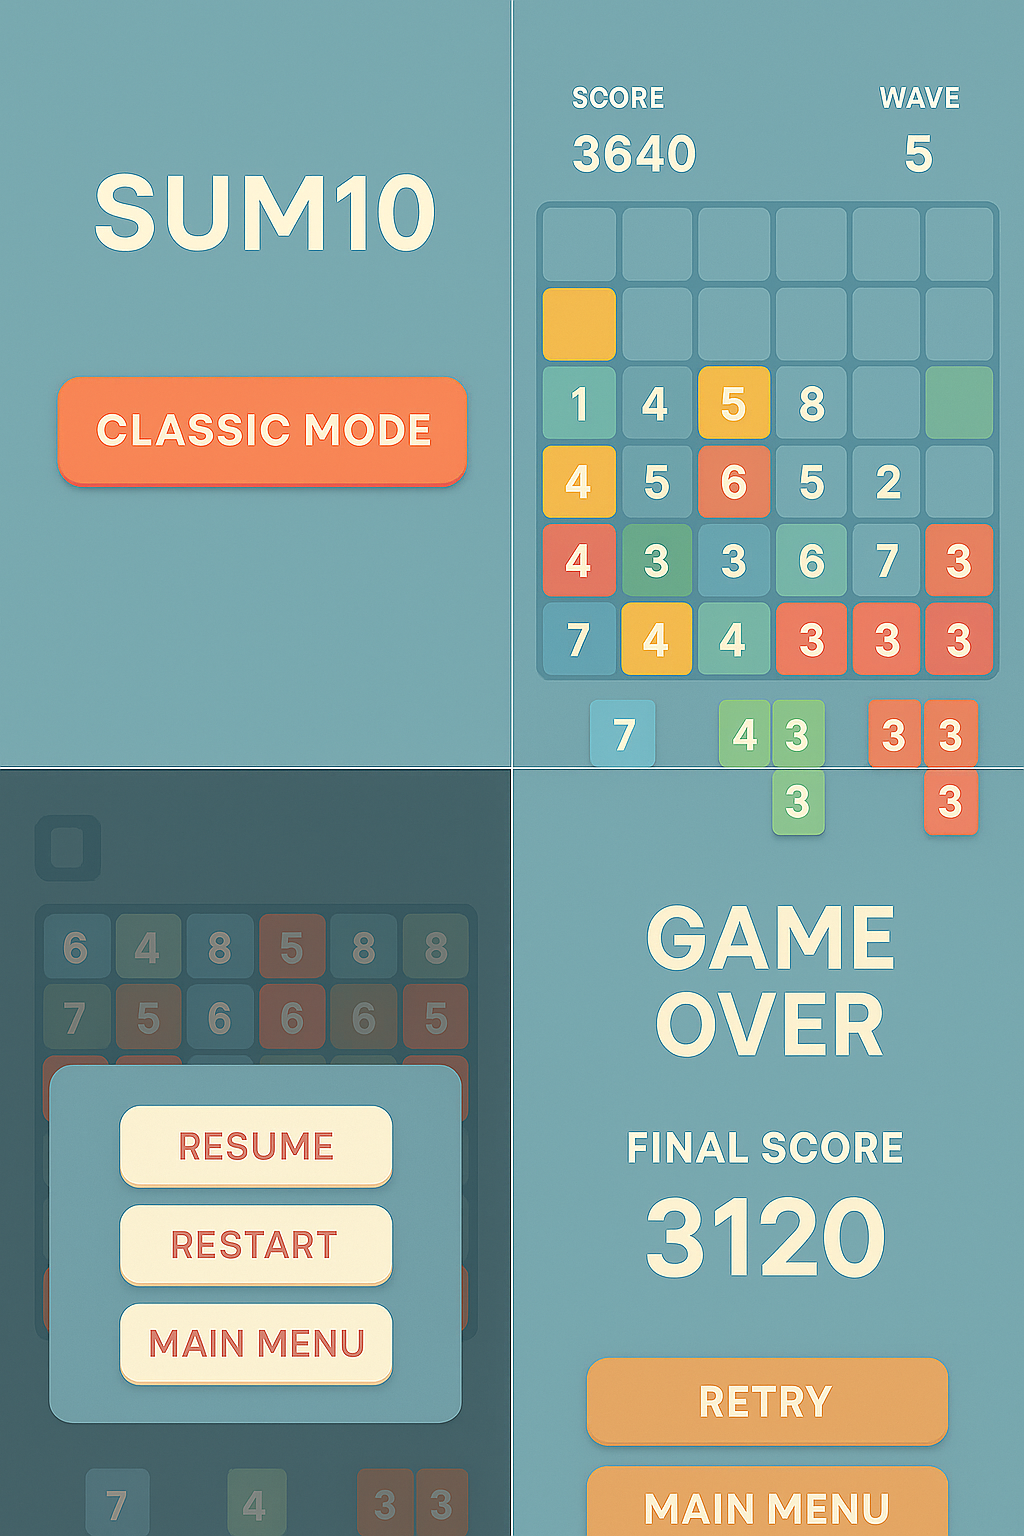 SUM10
CLASSIC MODE
SCORE WAVE
3640 5
1 4 5 8
4 5 6 5 2
4 3 3 6 7 3
7 4 4 3 3 3
7 4 3 3 3
3 3
6 4 8 5 8 8
7 5 6 6 6 5
RESUME
RESTART
MAIN MENU
7 4 3 3
GAME
OVER
FINAL SCORE
3120
RETRY
MAIN MENU